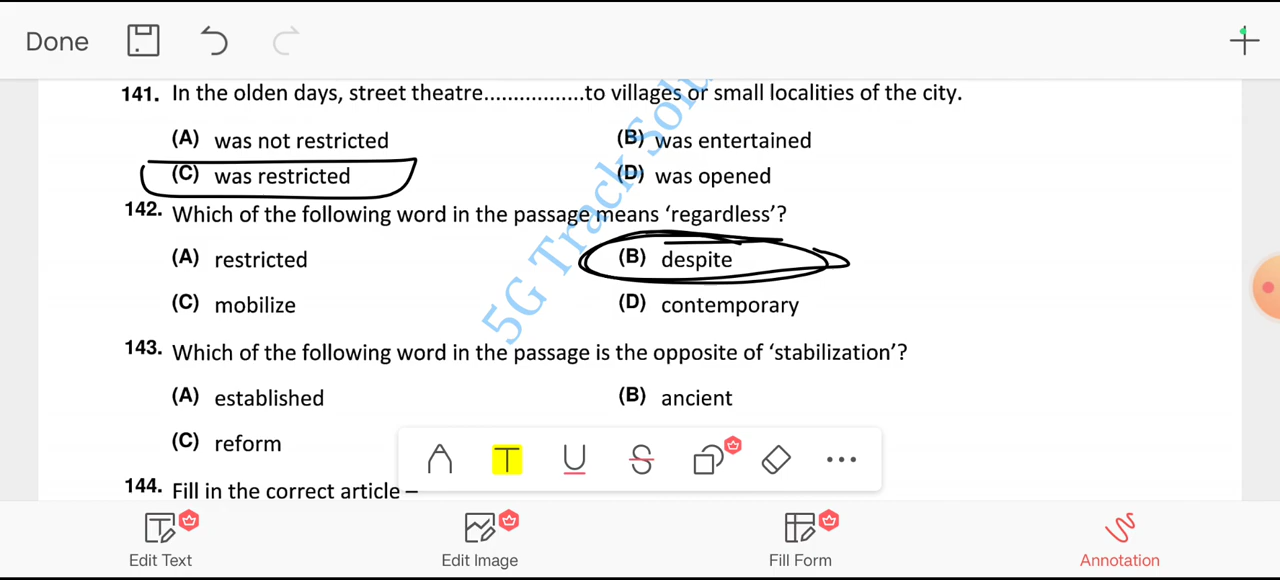 Done
141. In the olden days, street theatre.................to villages or small localities of the city.
(A) was not restricted (B) was entertained
(C) was restricted (D) was opened
142. Which of the following word in the passage means ‘regardless’?
(A) restricted (B) despite
(C) mobilize (D) contemporary
143. Which of the following word in the passage is the opposite of ‘stabilization’?
(A) established (B) ancient
(C) reform
144. Fill in the correct article –
5G Track Solu
T U S
Edit Text Edit Image Fill Form Annotation